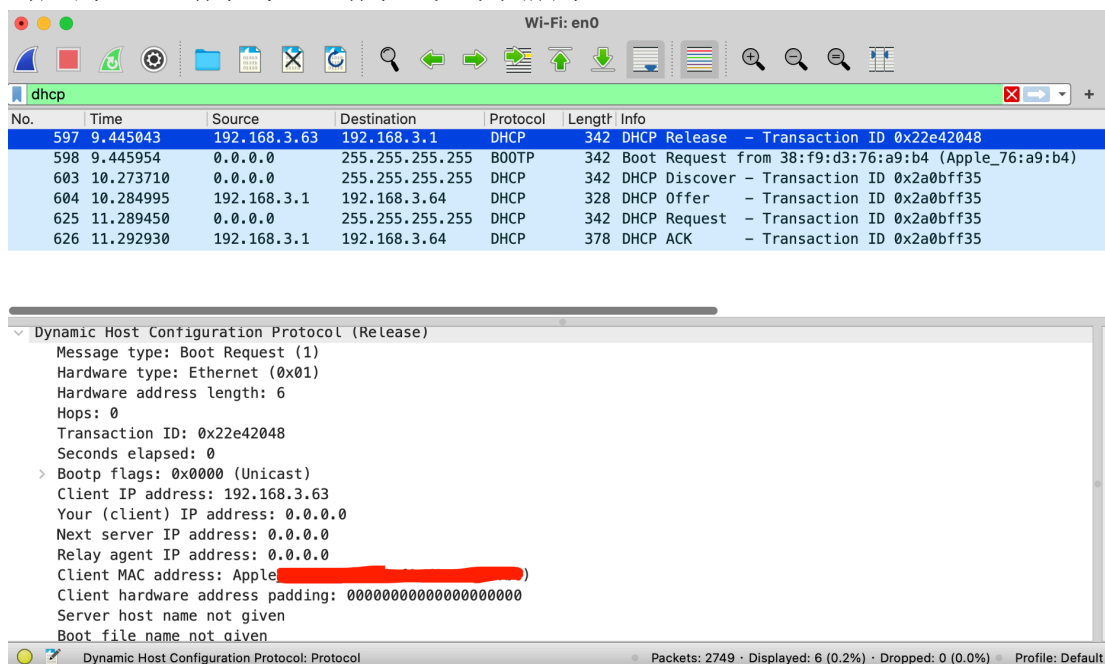 Wi-Fi: en0
dhcp
No. Time Source Destination Protocol Length Info
597 9.445043 192.168.3.63 192.168.3.1 DHCP 342 DHCP Release – Transaction ID 0x22e42048
598 9.445954 0.0.0.0 255.255.255.255 BOOTP 342 Boot Request from 38:f9:d3:76:a9:b4 (Apple_76:a9:b4)
603 10.273710 0.0.0.0 255.255.255.255 DHCP 342 DHCP Discover – Transaction ID 0x2a0bff35
604 10.284995 192.168.3.1 192.168.3.64 DHCP 328 DHCP Offer – Transaction ID 0x2a0bff35
625 11.289450 0.0.0.0 255.255.255.255 DHCP 342 DHCP Request – Transaction ID 0x2a0bff35
626 11.292930 192.168.3.1 192.168.3.64 DHCP 378 DHCP ACK – Transaction ID 0x2a0bff35
Dynamic Host Configuration Protocol (Release)
Message type: Boot Request (1)
Hardware type: Ethernet (0x01)
Hardware address length: 6
Hops: 0
Transaction ID: 0x22e42048
Seconds elapsed: 0
Bootp flags: 0x0000 (Unicast)
Client IP address: 192.168.3.63
Your (client) IP address: 0.0.0.0
Next server IP address: 0.0.0.0
Relay agent IP address: 0.0.0.0
Client MAC address: Apple )
Client hardware address padding: 00000000000000000000
Server host name not given
Boot file name not given
Dynamic Host Configuration Protocol: Protocol Packets: 2749 · Displayed: 6 (0.2%) · Dropped: 0 (0.0%) Profile: Default